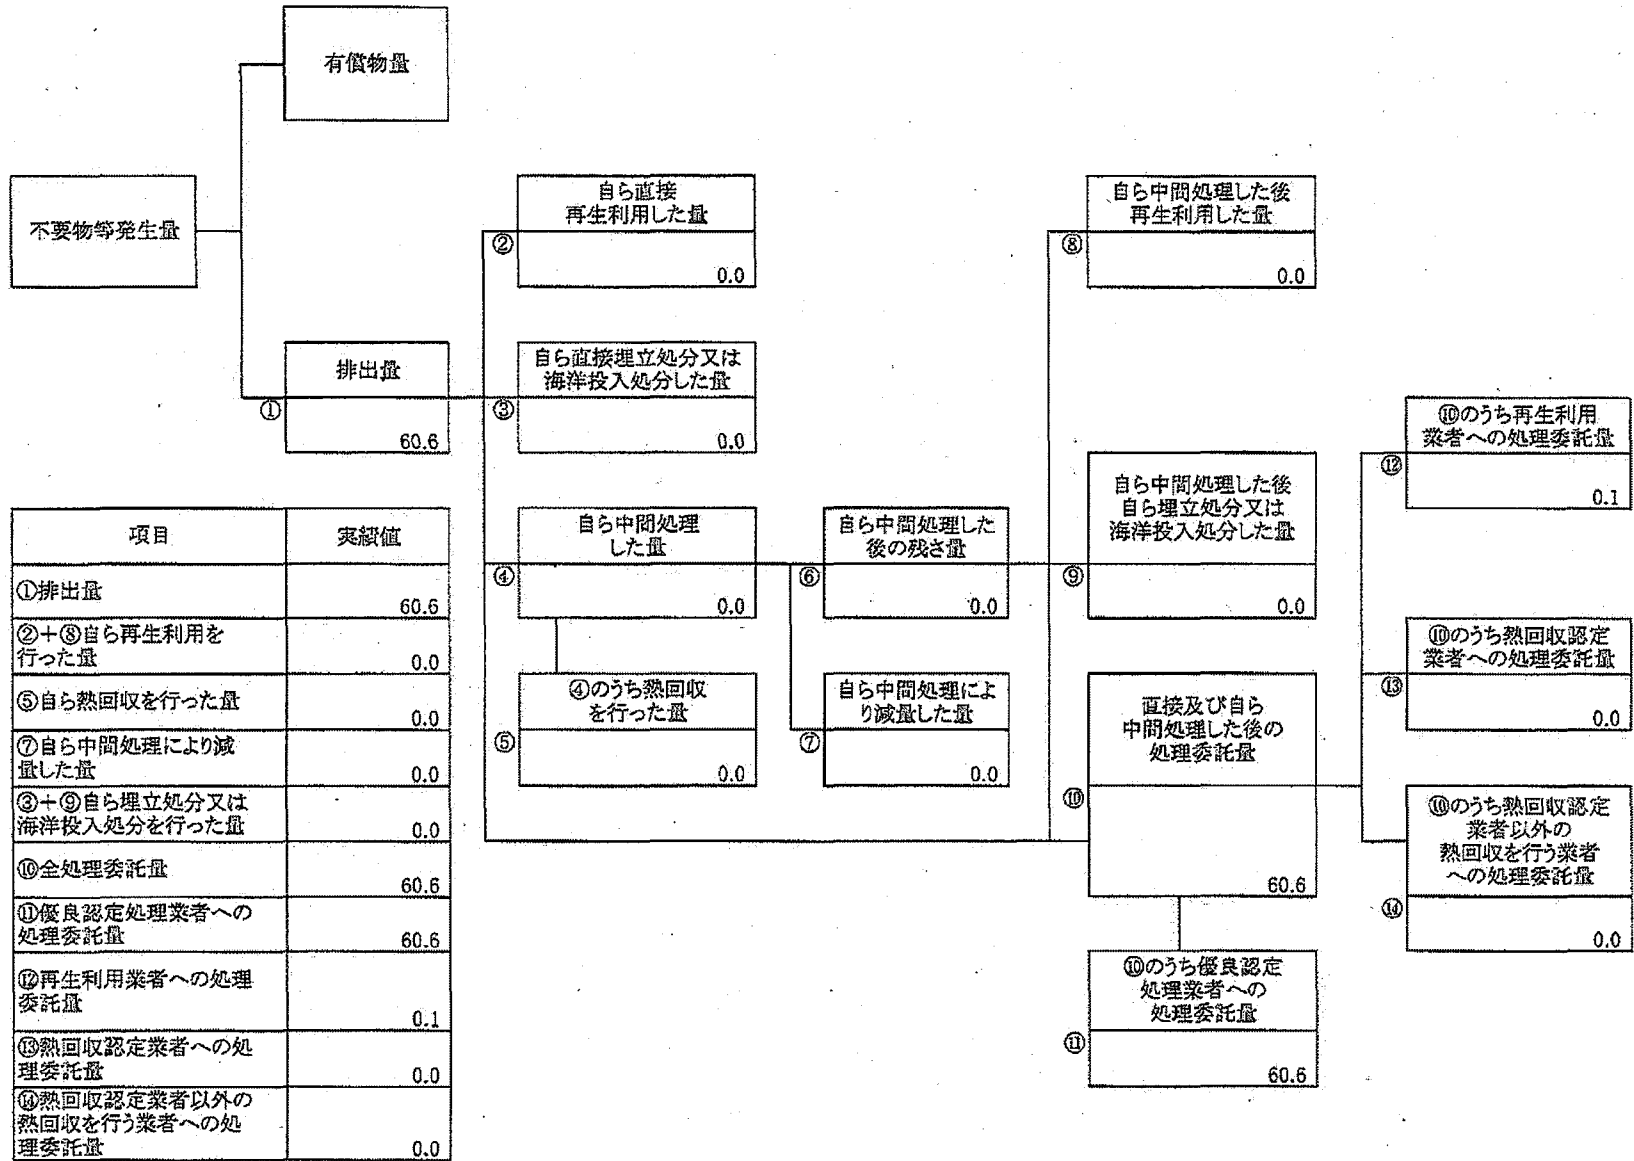 有償物量
不要物等発生量
自ら直接
再生利用した量
②
0.0
自ら中間処理した後
再生利用した量
⑧
0.0
排出量
①
60.6
自ら直接埋立処分又は
海洋投入処分した量
③
0.0
⑩のうち再生利用
業者への処理委託量
⑫
0.1
自ら中間処理
した量
④
0.0
自ら中間処理した
後の残さ量
⑥
0.0
自ら中間処理した後
自ら埋立処分又は
海洋投入処分した量
⑨
0.0
⑩のうち熱回収認定
業者への処理委託量
⑬
0.0
④のうち熱回収
を行った量
⑤
0.0
自ら中間処理によ
り減量した量
⑦
0.0
直接及び自ら
中間処理した後の
処理委託量
⑩
60.6
⑩のうち熱回収認定
業者以外の
熱回収を行う業者
への処理委託量
⑭
0.0
⑩のうち優良認定
処理業者への
処理委託量
⑪
60.6
項目
実績値
①排出量
60.6
②+⑧自ら再生利用を
行った量
0.0
⑤自ら熱回収を行った量
0.0
⑦自ら中間処理により減
量した量
0.0
③+⑨自ら埋立処分又は
海洋投入処分を行った量
0.0
⑩全処理委託量
60.6
⑪優良認定処理業者への
処理委託量
60.6
⑫再生利用業者への処理
委託量
0.1
⑬熱回収認定業者への処
理委託量
0.0
⑭熱回収認定業者以外の
熱回収を行う業者への処
理委託量
0.0